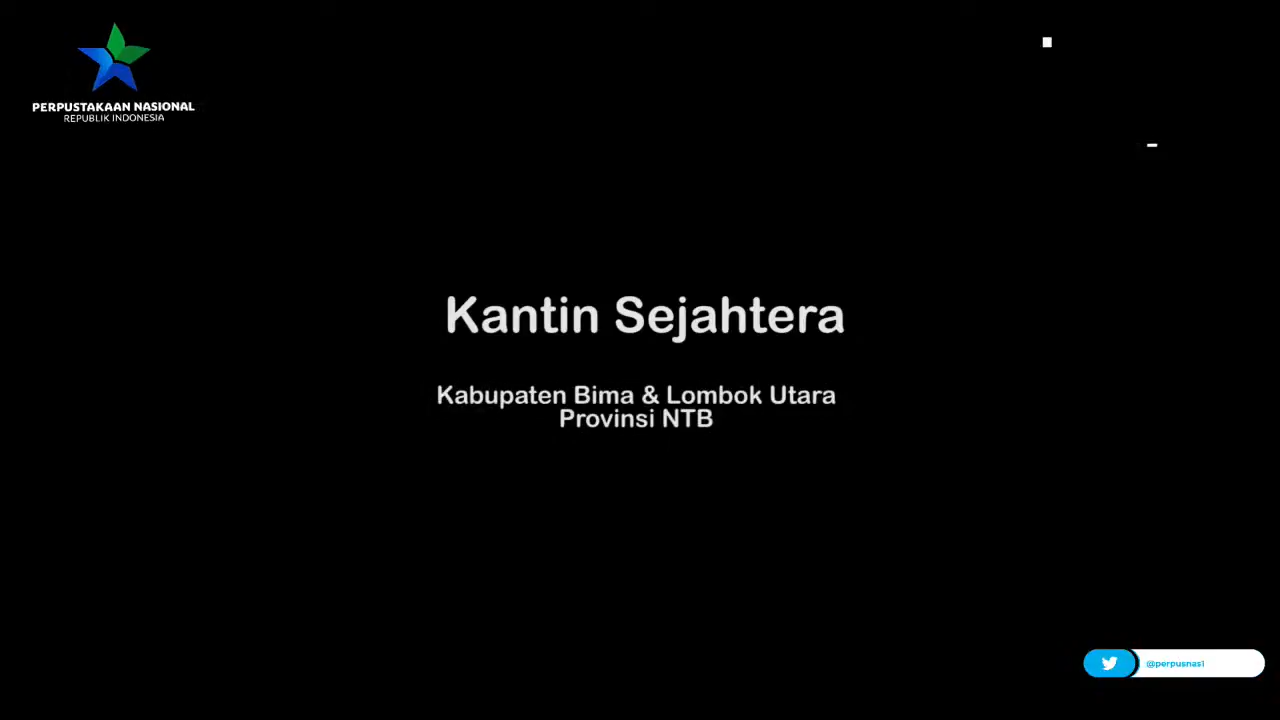 PERPUSTAKAAN NASIONAL
REPUBLIK INDONESIA
Kantin Sejahtera
Kabupaten Bima & Lombok Utara
Provinsi NTB
@perpusnas1